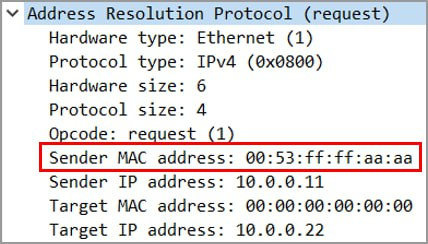 Address Resolution Protocol (request)
Hardware type: Ethernet (1)
Protocol type: IPv4 (0x0800)
Hardware size: 6
Protocol size: 4
Opcode: request (1)
Sender MAC address: 00:53:ff:ff:aa:aa
Sender IP address: 10.0.0.11
Target MAC address: 00:00:00:00:00:00
Target IP address: 10.0.0.22